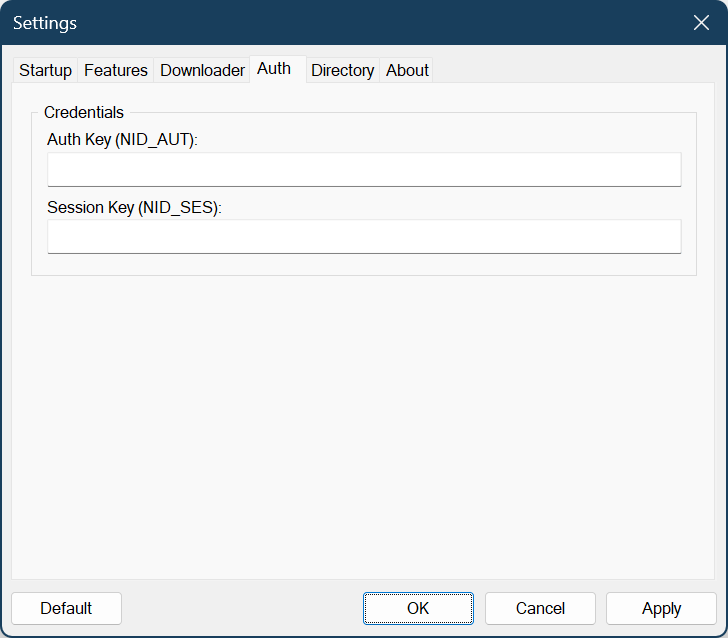 Settings
Startup Features Downloader Auth Directory About
Credentials
Auth Key (NID_AUT):
Session Key (NID_SES):
Default OK Cancel Apply